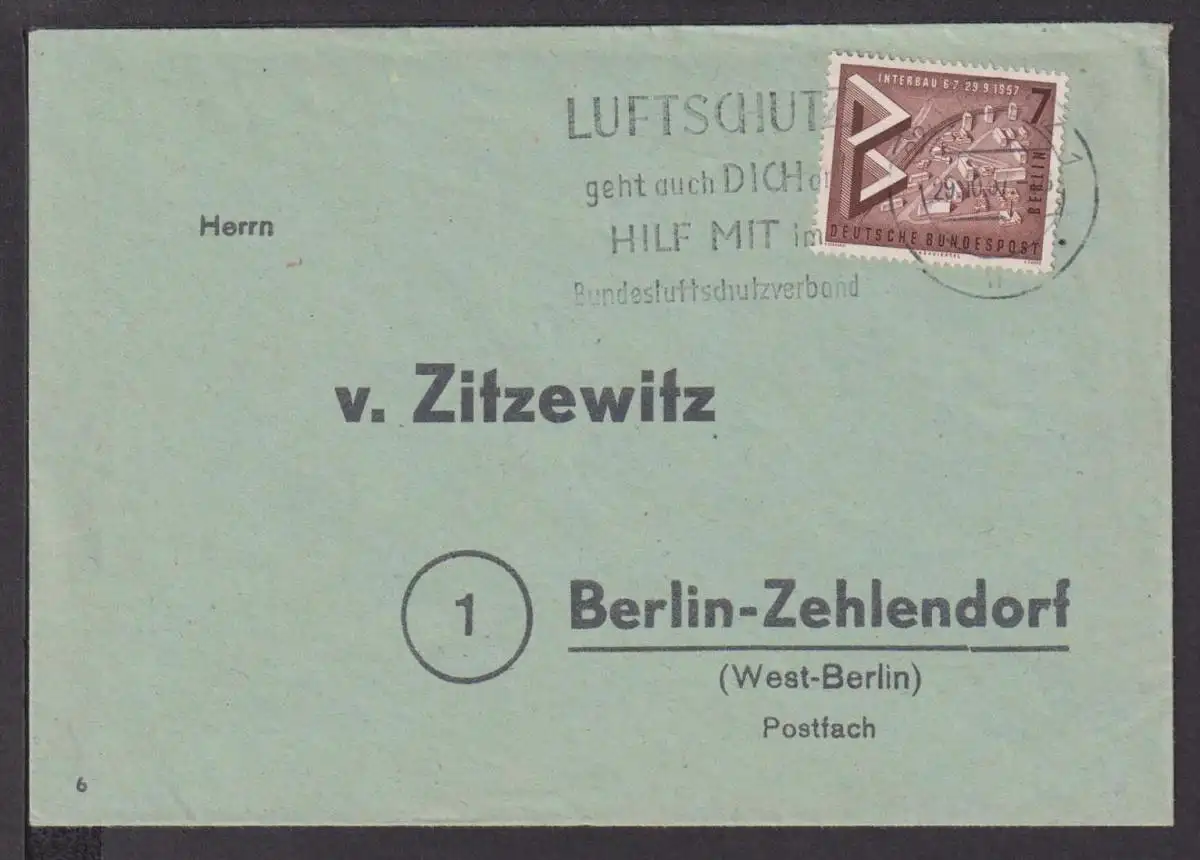 LUFTSCHUTZ
geht auch DICH an
HILF MIT im
Bundesluftschutzverband
INTERBAU 6.7.-29.9.1957
7
BERLIN
DEUTSCHE BUNDESPOST
Herrn
v. Zitzewitz
1
Berlin-Zehlendorf
(West-Berlin)
Postfach
6